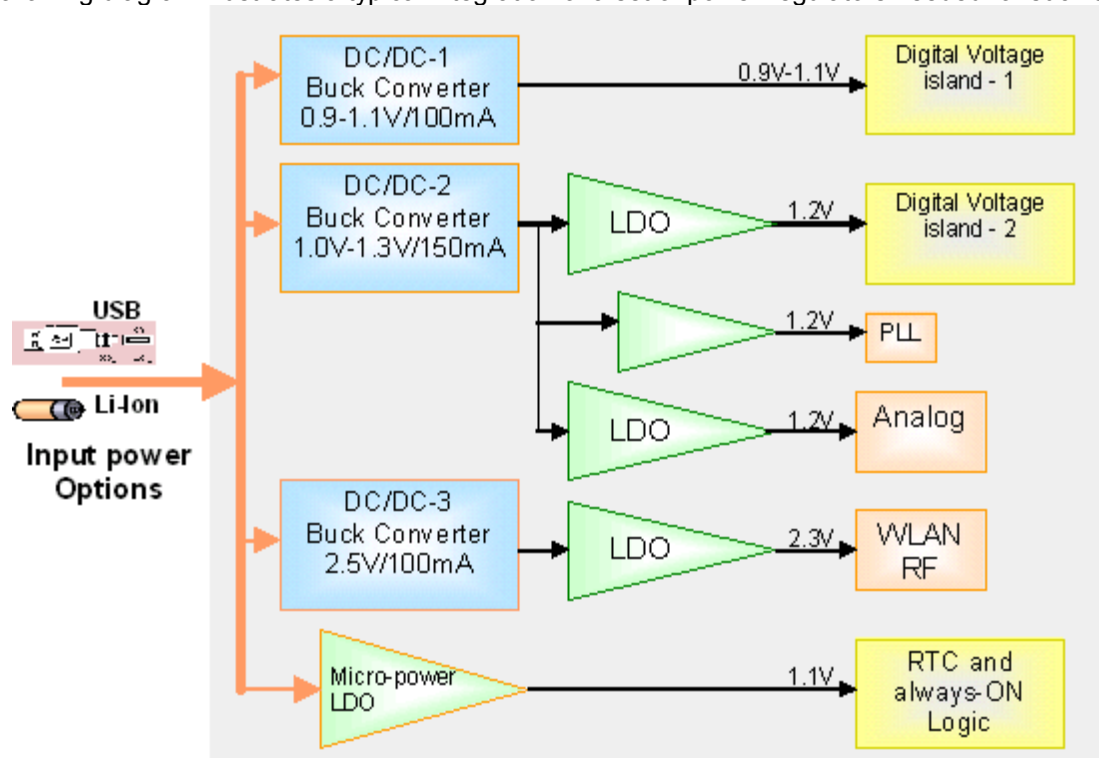 DC/DC-1
Buck Converter
0.9-1.1V/100mA
0.9V-1.1V
Digital Voltage
island - 1
DC/DC-2
Buck Converter
1.0V-1.3V/150mA
LDO
1.2V
Digital Voltage
island - 2
1.2V
PLL
LDO
1.2V
Analog
USB
Li-Ion
Input power
Options
DC/DC-3
Buck Converter
2.5V/100mA
LDO
2.3V
WLAN
RF
Micro-power
LDO
1.1V
RTC and
always-ON
Logic